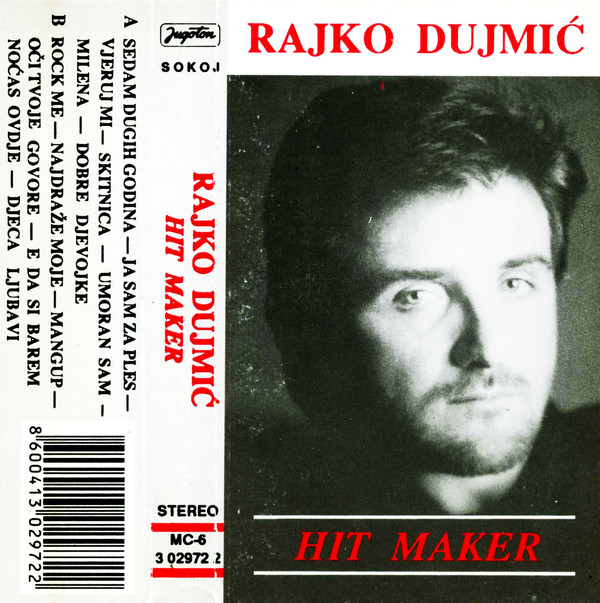 A SEDAM DUGIH GODINA — JA SAM ZA PLES —
VJERUJ MI — SKITNICA — UMORAN SAM —
MILENA — DOBRE DJEVOJKE
B ROCK ME — NAJDRAŽE MOJE — MANGUP —
OČI TVOJE GOVORE — E DA SI BAREM
NOĆAS OVDJE — DJECA LJUBAVI
8 600413 029722
Jugoton
SOKOJ
RAJKO DUJMIĆ
HIT MAKER
STEREO
MC-6
3 02972 2
RAJKO DUJMIĆ
HIT MAKER